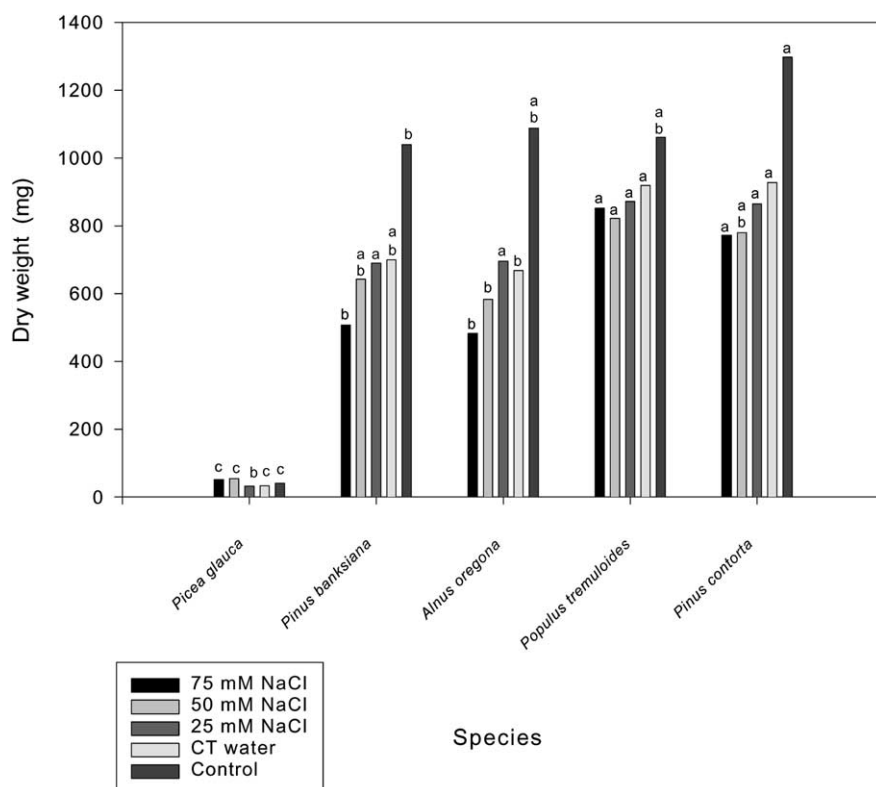 1400
1200
1000
800
600
400
200
0
Dry weight (mg)
c c b c c
b
a
b
a
a
b
b
b
b
a
b
a
b
a
a
a
a
a
b
a
a
b
a
a
a
Picea glauca
Pinus banksiana
Alnus oregona
Populus tremuloides
Pinus contorta
Species
75 mM NaCl
50 mM NaCl
25 mM NaCl
CT water
Control